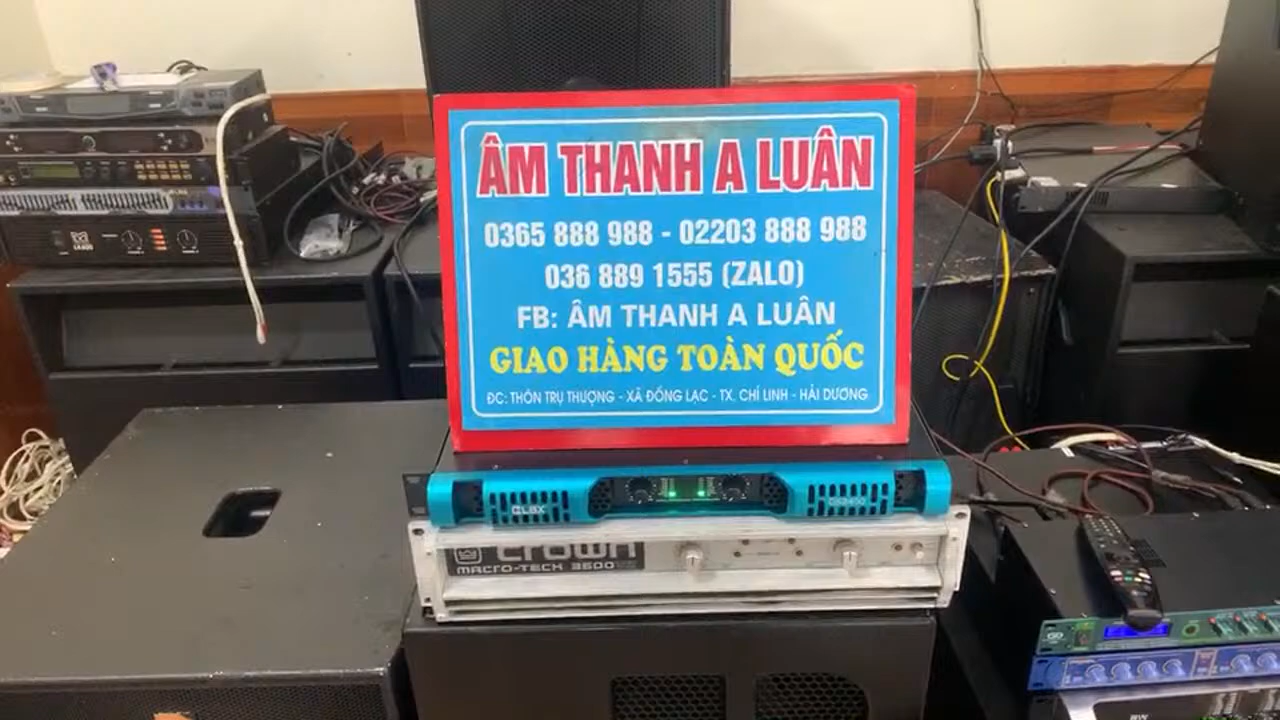 ÂM THANH A LUÂN
0365 888 988 - 02203 888 988
036 889 1555 (ZALO)
FB: ÂM THANH A LUÂN
GIAO HÀNG TOÀN QUỐC
ĐC: THÔN TRỤ THƯỢNG - XÃ ĐỒNG LẠC - TX. CHÍ LINH - HẢI DƯƠNG
crown
MACRO-TECH 3600